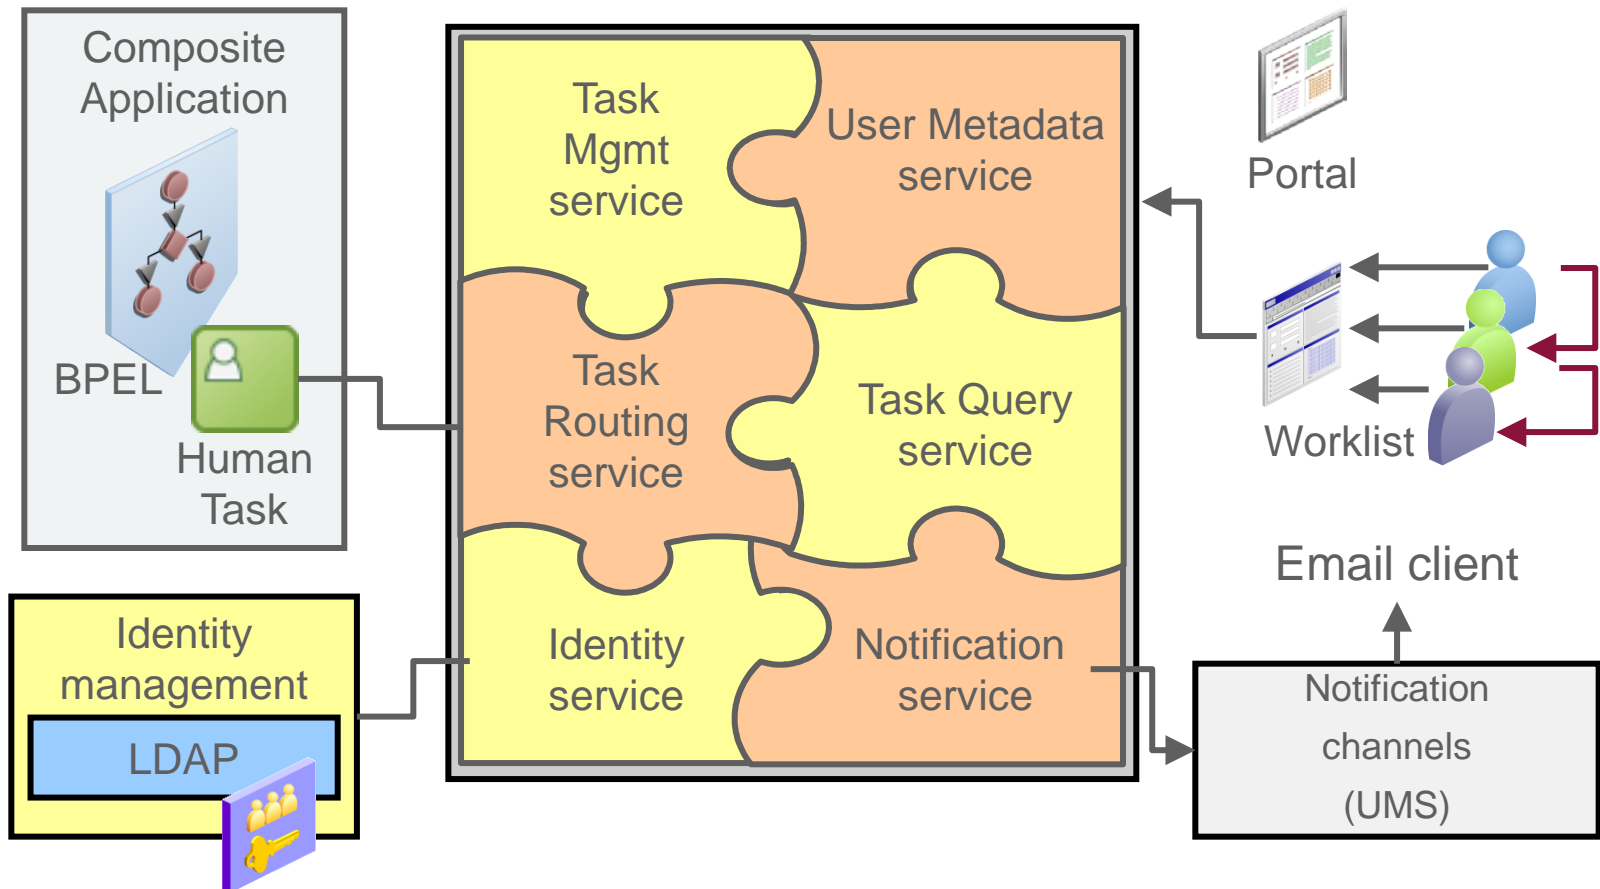 Composite
Application
BPEL
Human
Task
Identity
management
LDAP
Task
Mgmt
service
User Metadata
service
Task
Routing
service
Task Query
service
Identity
service
Notification
service
Portal
Worklist
Email client
Notification
channels
(UMS)